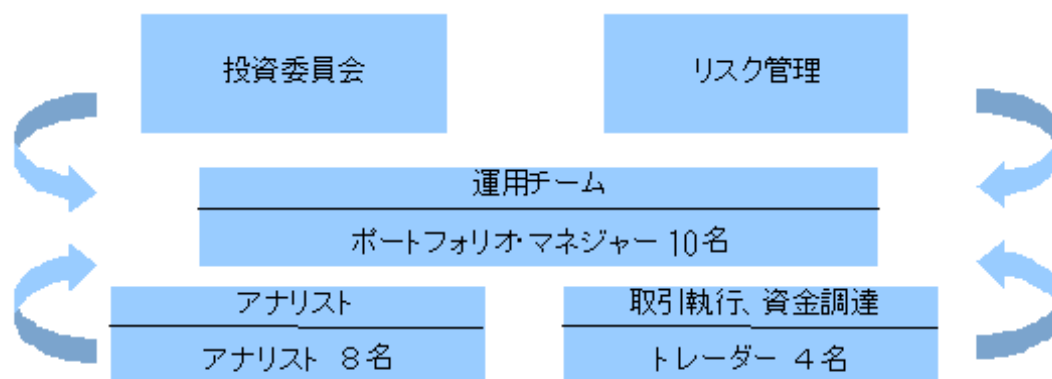 投資委員会
リスク管理
運用チーム
ポートフォリオ・マネジャー 10名
アナリスト
アナリスト 8名
取引執行、資金調達
トレーダー 4名